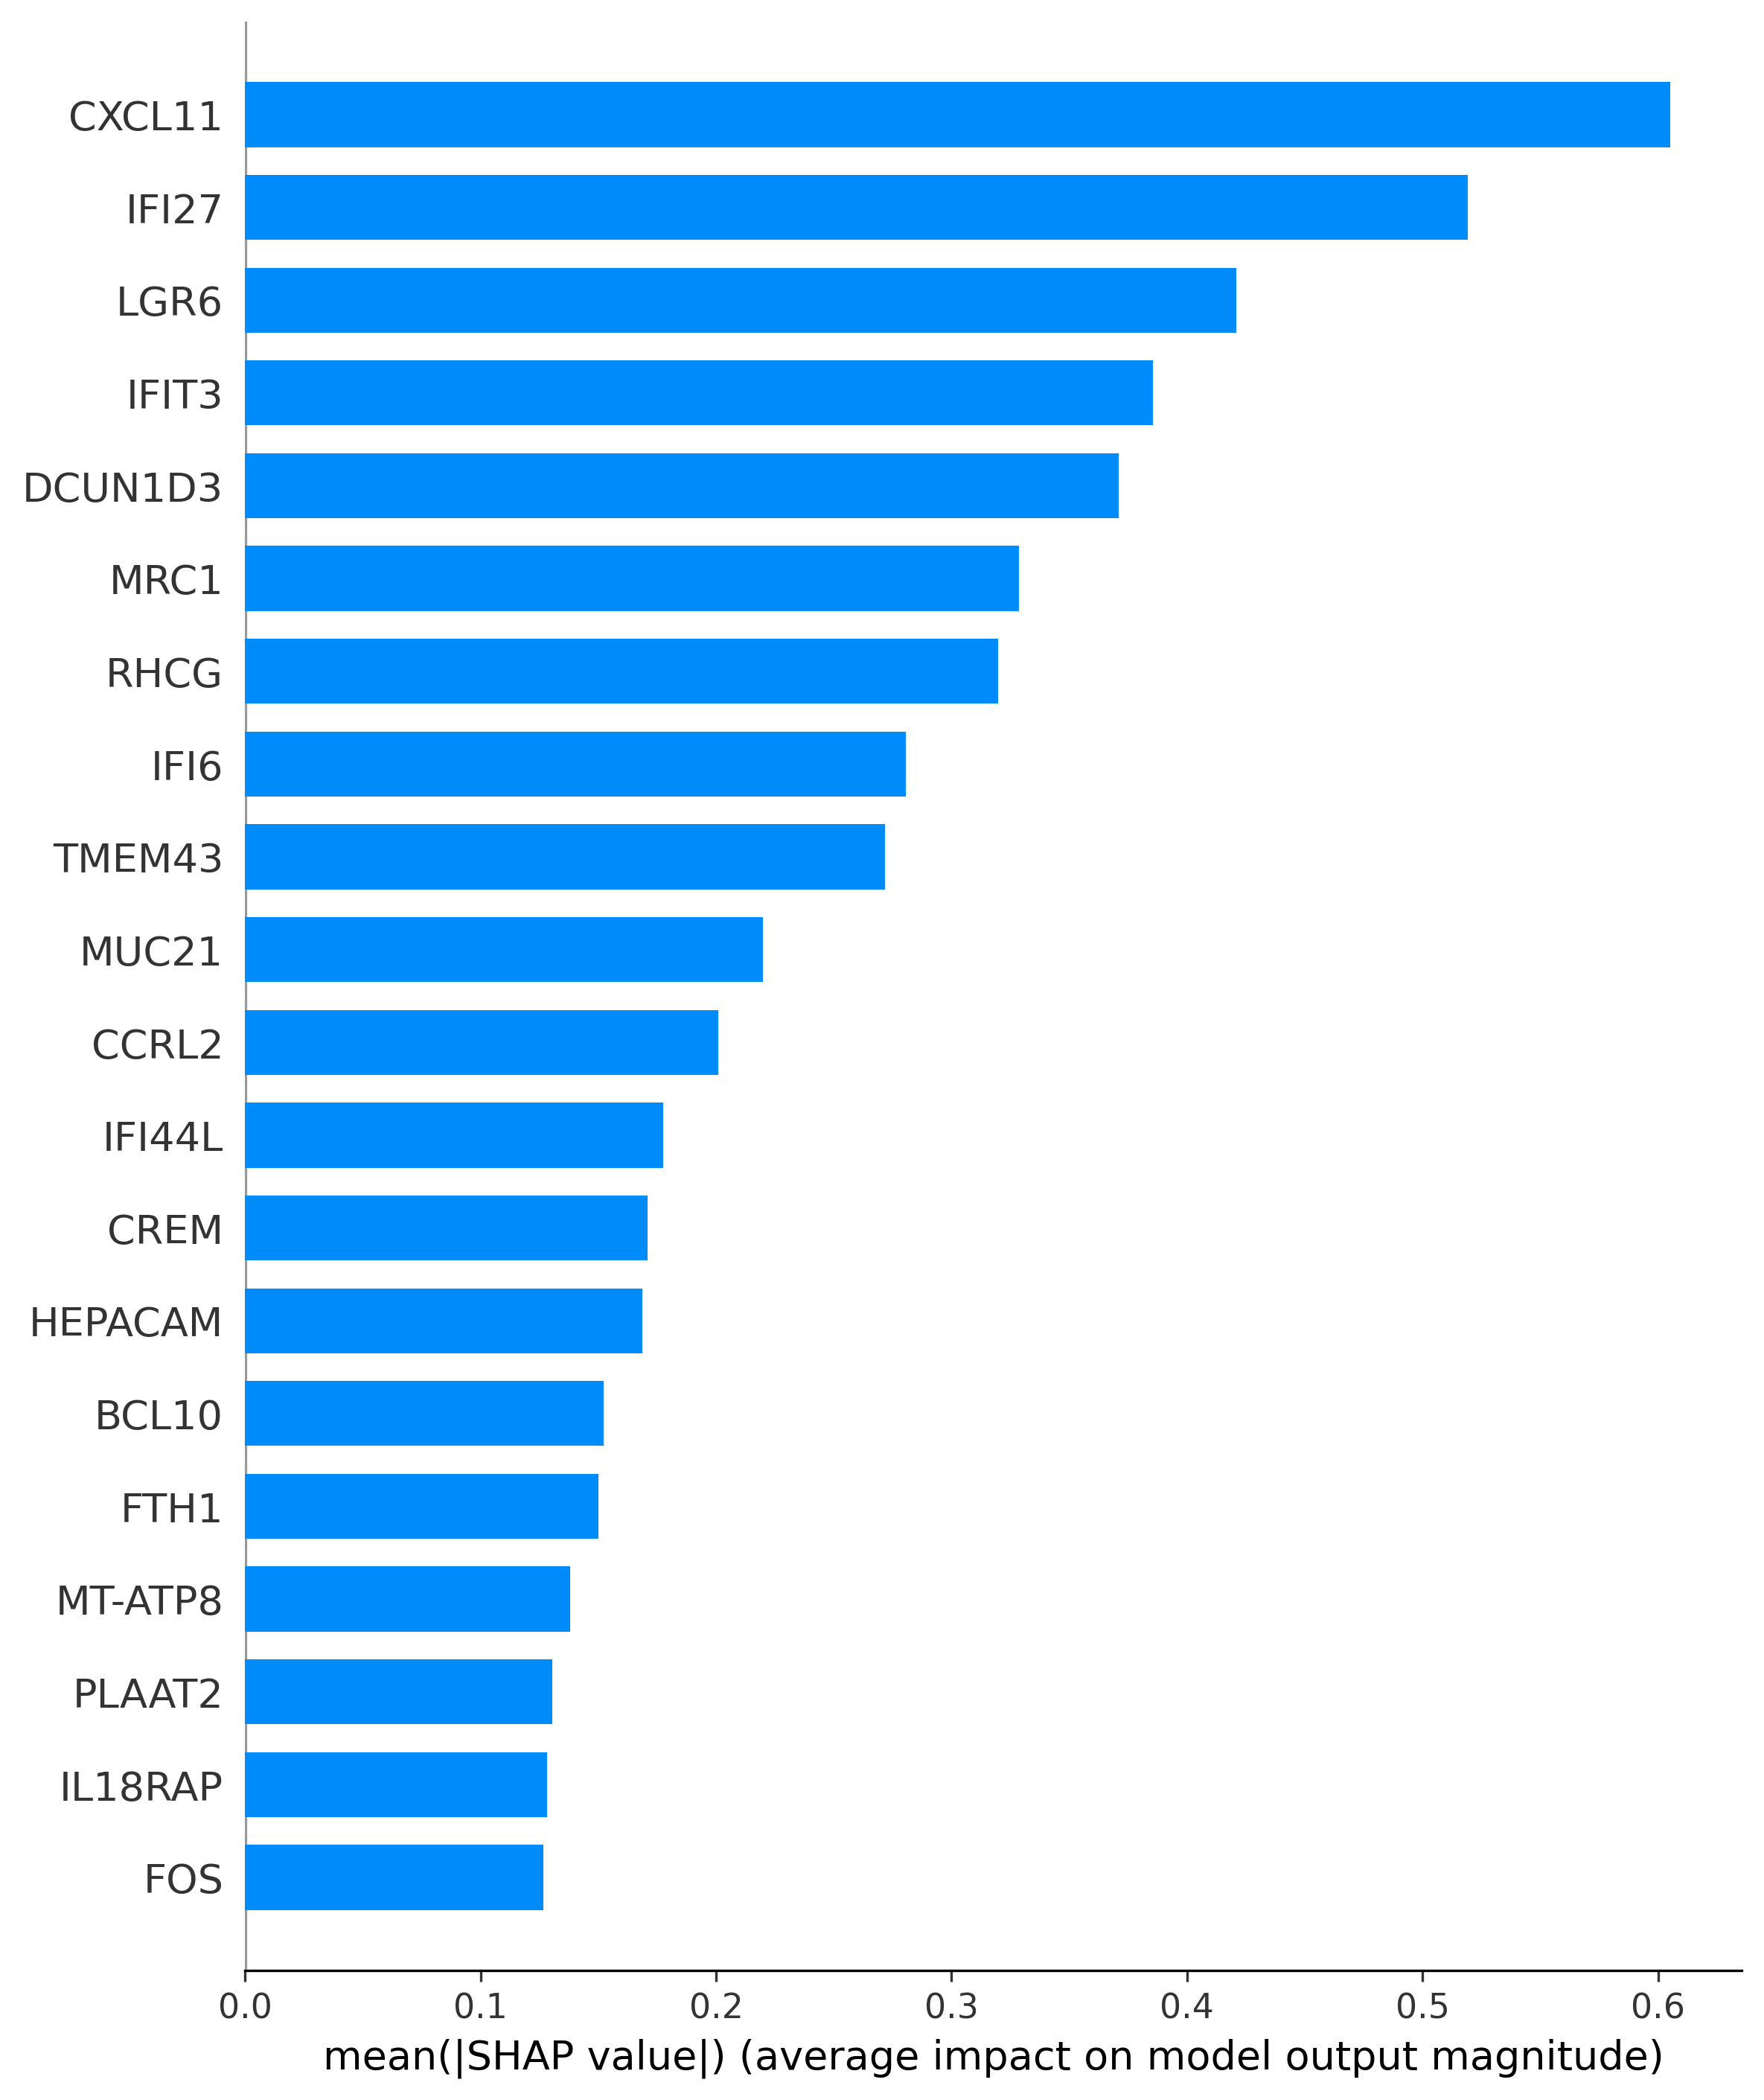 CXCL11
IFI27
LGR6
IFIT3
DCUN1D3
MRC1
RHCG
IFI6
TMEM43
MUC21
CCRL2
IFI44L
CREM
HEPACAM
BCL10
FTH1
MT-ATP8
PLAAT2
IL18RAP
FOS
0.0 0.1 0.2 0.3 0.4 0.5 0.6
mean(|SHAP value|) (average impact on model output magnitude)